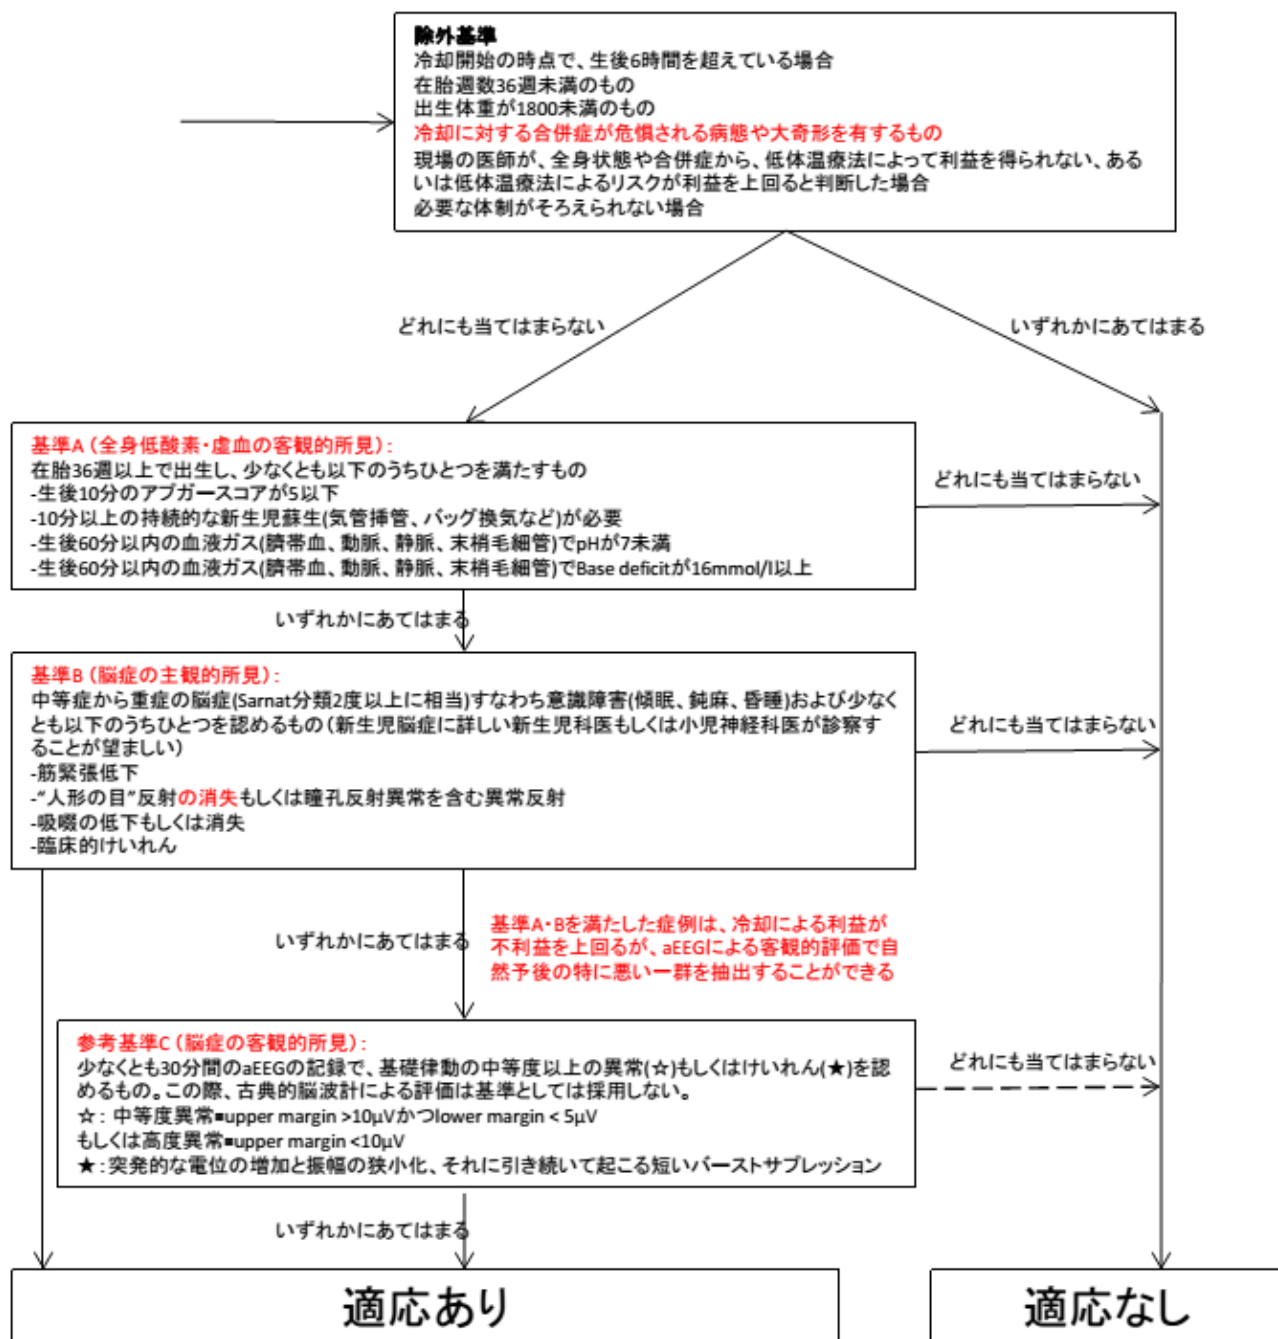 除外基準
冷却開始の時点で、生後6時間を超えている場合
在胎週数36週未満のもの
出生体重が1800未満のもの
冷却に対する合併症が危惧される病態や大奇形を有するもの
現場の医師が、全身状態や合併症から、低体温療法によって利益を得られない、ある
いは低体温療法によるリスクが利益を上回ると判断した場合
必要な体制がそろえられない場合
どれにも当てはまらない
いずれかにあてはまる
基準A（全身低酸素・虚血の客観的所見）：
在胎36週以上で出生し、少なくとも以下のうちひとつを満たすもの
-生後10分のアプガースコアが5以下
-10分以上の持続的な新生児蘇生(気管挿管、バッグ換気など)が必要
-生後60分以内の血液ガス(臍帯血、動脈、静脈、末梢毛細管)でpHが7未満
-生後60分以内の血液ガス(臍帯血、動脈、静脈、末梢毛細管)でBase deficitが16mmol/l以上
どれにも当てはまらない
いずれかにあてはまる
基準B（脳症の主観的所見）：
中等症から重症の脳症(Sarnat分類2度以上に相当)すなわち意識障害(傾眠、鈍麻、昏睡)および少なく
とも以下のうちひとつを認めるもの（新生児脳症に詳しい新生児科医もしくは小児神経科医が診察す
ることが望ましい）
-筋緊張低下
-“人形の目”反射の消失もしくは瞳孔反射異常を含む異常反射
-吸啜の低下もしくは消失
-臨床的けいれん
どれにも当てはまらない
いずれかにあてはまる
基準A・Bを満たした症例は、冷却による利益が
不利益を上回るが、aEEGによる客観的評価で自
然予後の特に悪い一群を抽出することができる
参考基準C（脳症の客観的所見）：
少なくとも30分間のaEEGの記録で、基礎律動の中等度以上の異常(☆)もしくはけいれん(★)を認
めるもの。この際、古典的脳波計による評価は基準としては採用しない。
☆：中等度異常=upper margin >10μVかつlower margin < 5μV
もしくは高度異常=upper margin <10μV
★：突発的な電位の増加と振幅の狭小化、それに引き続いて起こる短いバーストサプレッション
どれにも当てはまらない
いずれかにあてはまる
適応あり
適応なし